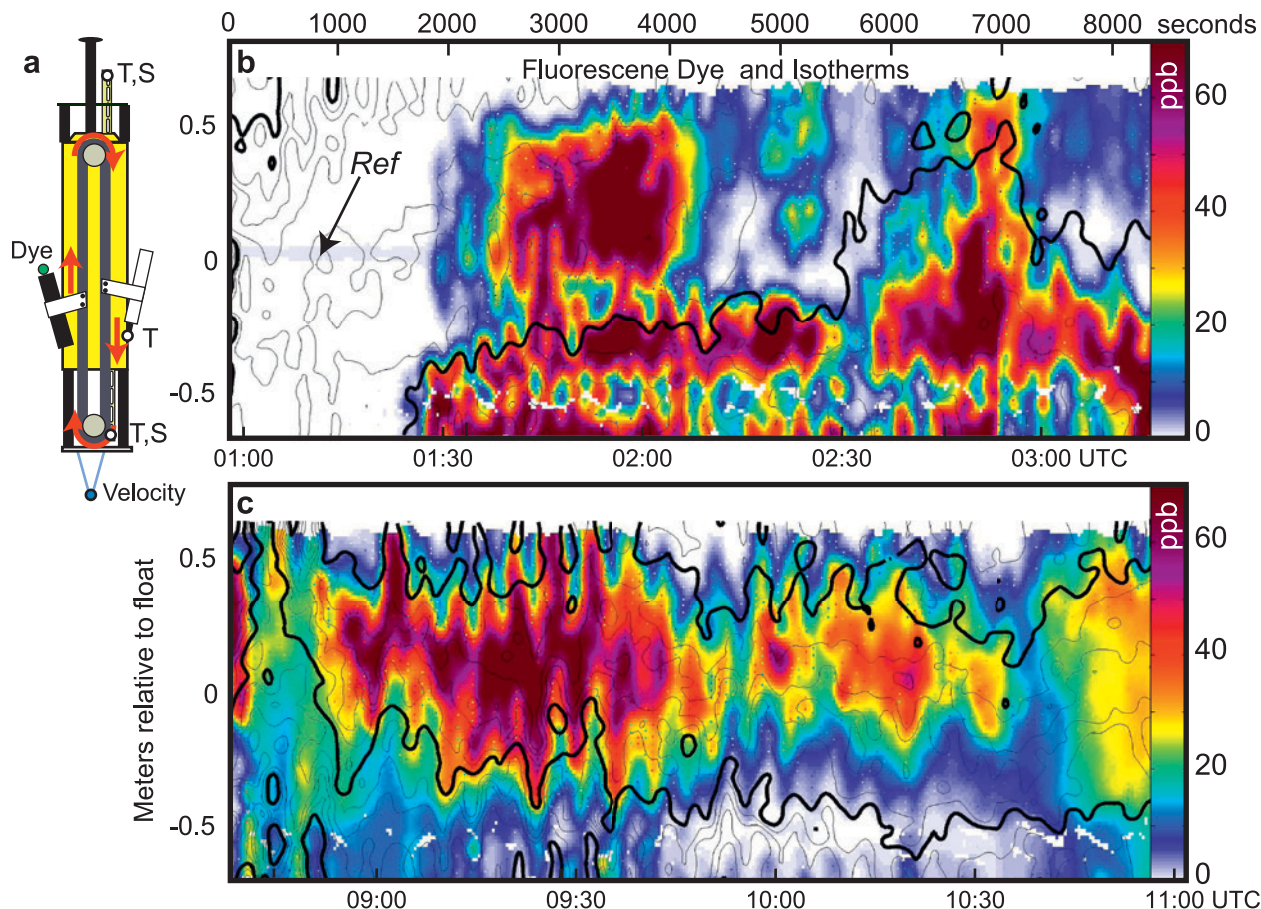 0 1000 2000 3000 4000 5000 6000 7000 8000 seconds
a
T,S
Dye
T
T,S
Velocity
b
Fluorescene Dye and Isotherms
Ref
0.5
0
-0.5
ppb
60
40
20
0
01:00 01:30 02:00 02:30 03:00 UTC
c
Meters relative to float
0.5
0
-0.5
ppb
60
40
20
0
09:00 09:30 10:00 10:30 11:00 UTC